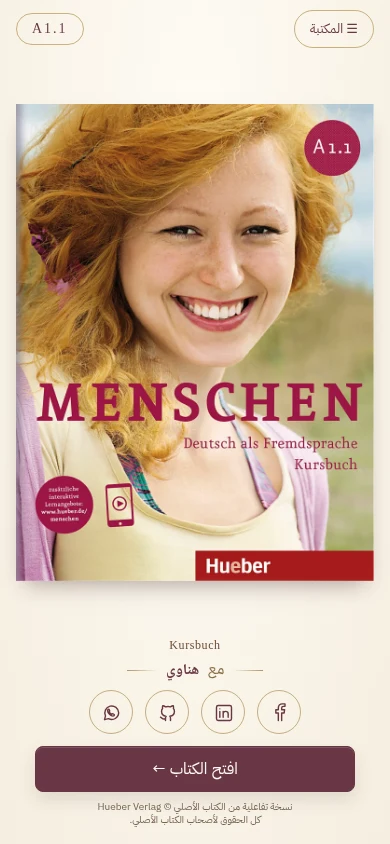 A1.1
☰ المكتبة
A1.1
MENSCHEN
Deutsch als Fremdsprache
Kursbuch
zusätzliche
interaktive
Lernangebote:
www.hueber.de/
menschen
Hueber
Kursbuch
مع هناوي
افتح الكتاب ←
نسخة تفاعلية من الكتاب الأصلي © Hueber Verlag
كل الحقوق لأصحاب الكتاب الأصلي.